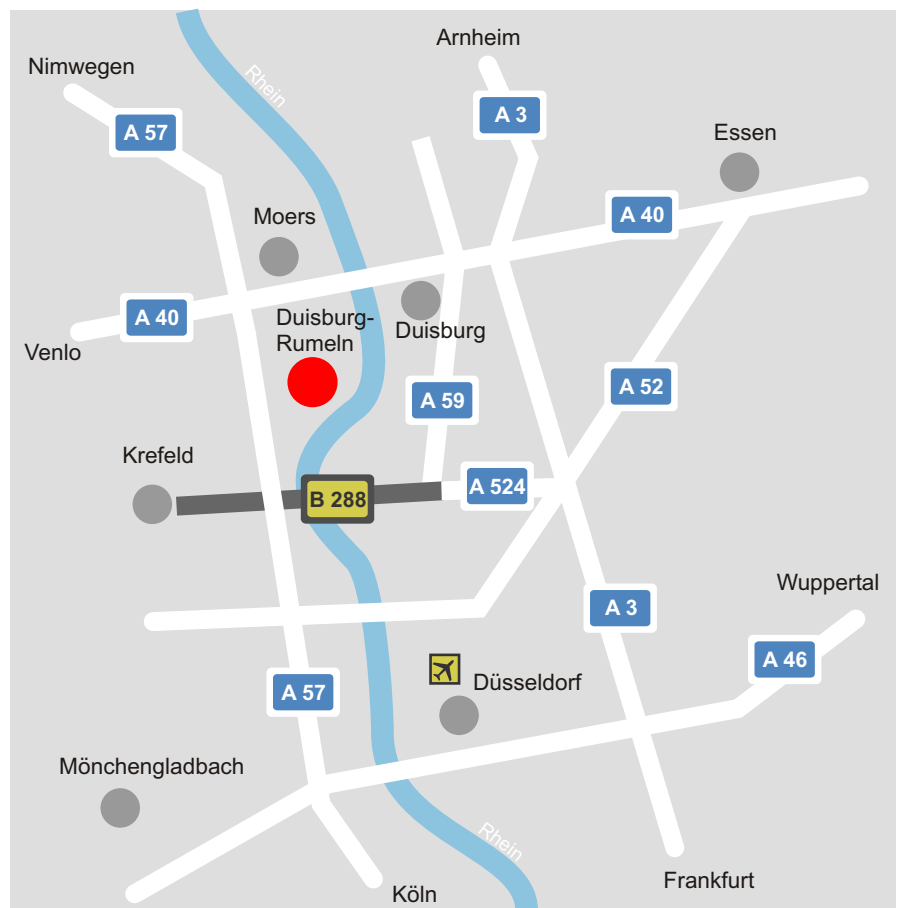 Arnheim
Nimwegen
Rhein
A 3
A 57
Essen
Moers
A 40
A 40
Duisburg-
Rumeln
Duisburg
Venlo
A 52
A 59
Krefeld
A 524
B 288
Wuppertal
A 3
A 46
Düsseldorf
A 57
Mönchengladbach
Rhein
Frankfurt
Köln